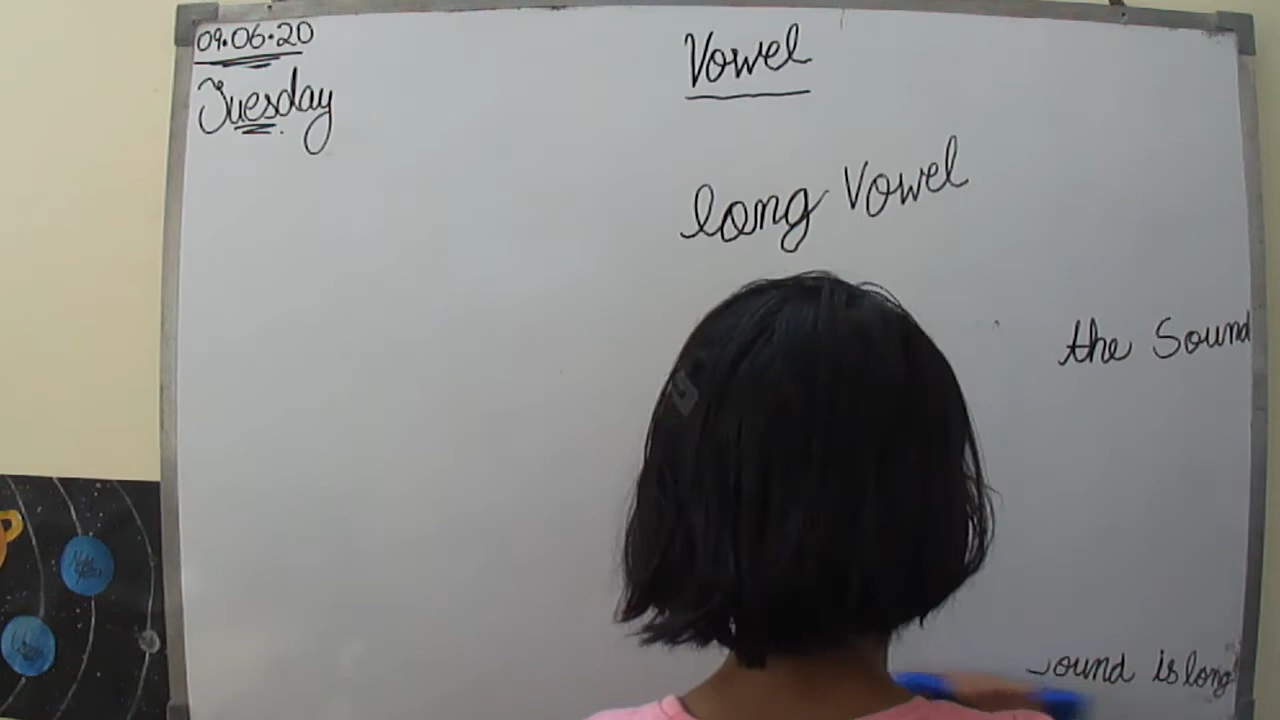 09.06.20
Tuesday
Vowel
long Vowel
the Sound
ound is long